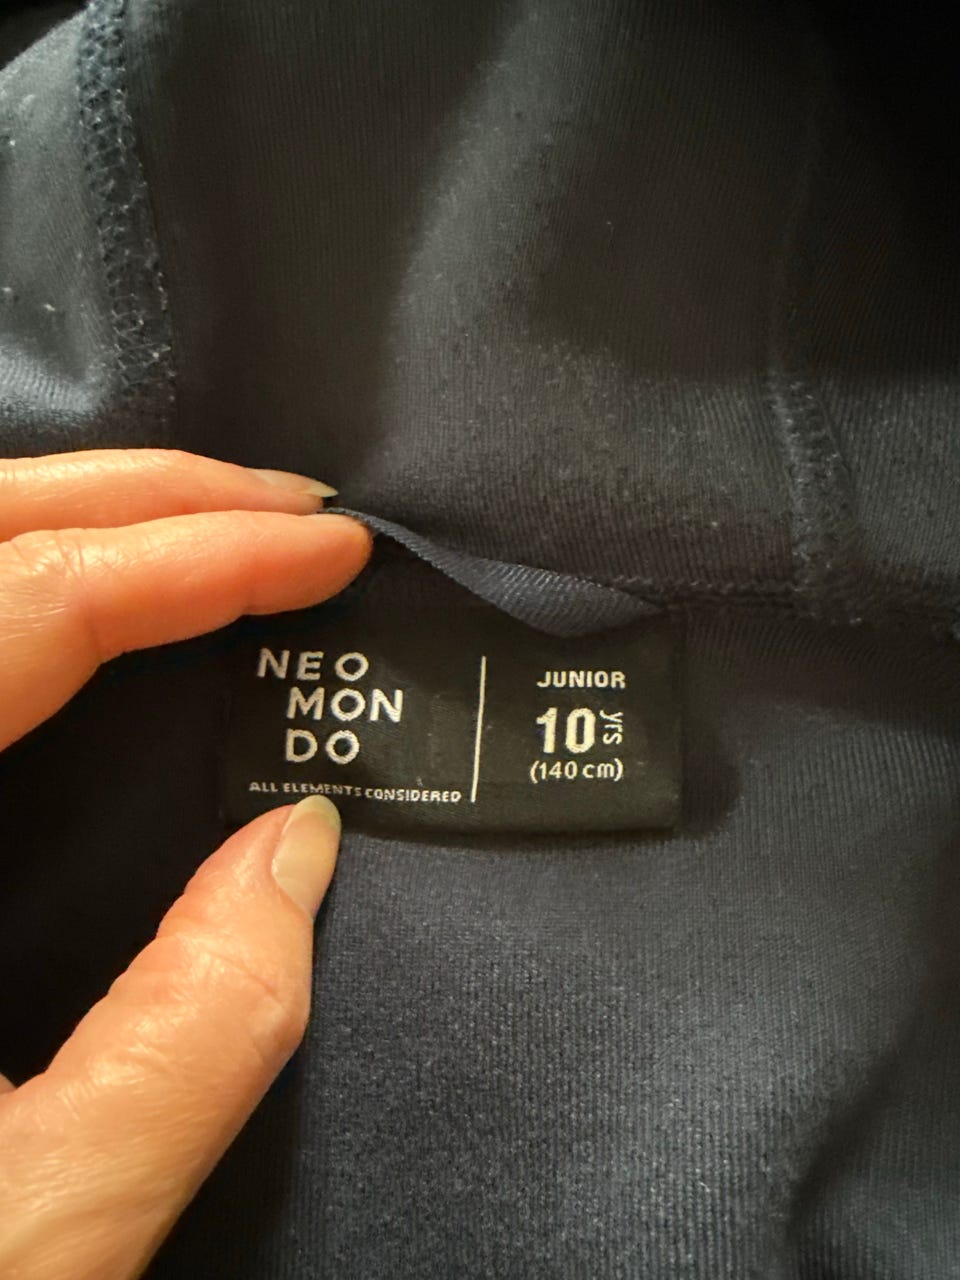 NEO
MON
DO
ALL ELEMENTS CONSIDERED
JUNIOR
10 yrs
(140 cm)